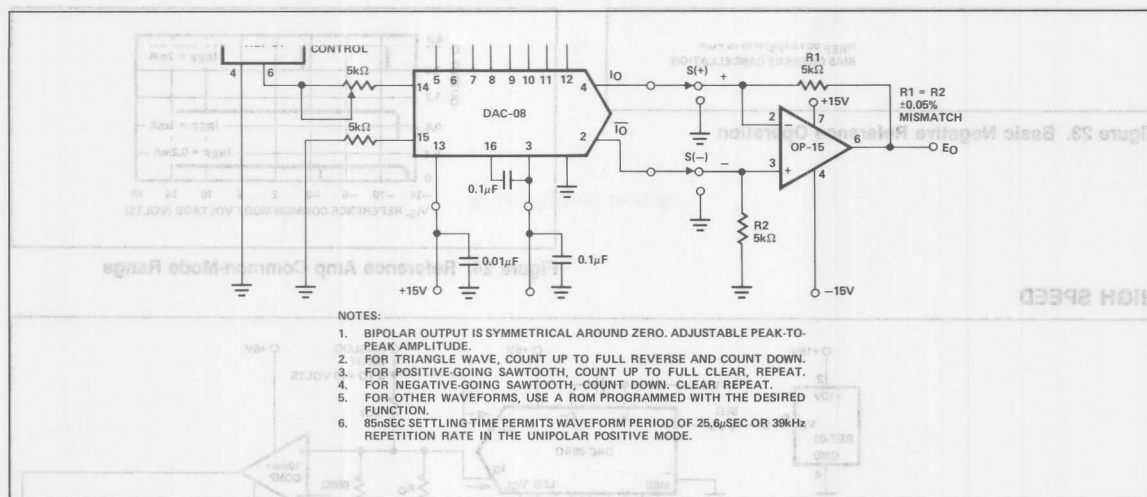 CONTROL
4 6
5kΩ
5kΩ
14
15
5 6 7 8 9 10 11 12
DAC-08
13 16 3
4
2
IO
IO
S(+) +
S(−) −
R1
5kΩ
+15V
7
2
OP-15
6
3
4
EO
R1 = R2
±0.05%
MISMATCH
R2
5kΩ
−15V
0.1μF
0.01μF
0.1μF
+15V
NOTES:
1. BIPOLAR OUTPUT IS SYMMETRICAL AROUND ZERO. ADJUSTABLE PEAK-TO-
PEAK AMPLITUDE.
2. FOR TRIANGLE WAVE, COUNT UP TO FULL REVERSE AND COUNT DOWN.
3. FOR POSITIVE-GOING SAWTOOTH, COUNT UP TO FULL CLEAR, REPEAT.
4. FOR NEGATIVE-GOING SAWTOOTH, COUNT DOWN. CLEAR REPEAT.
5. FOR OTHER WAVEFORMS, USE A ROM PROGRAMMED WITH THE DESIRED
FUNCTION.
6. 85nSEC SETTLING TIME PERMITS WAVEFORM PERIOD OF 25.6μSEC OR 39kHz
REPETITION RATE IN THE UNIPOLAR POSITIVE MODE.
Figure 23. Basic Negative Reference Operation
Reference Amp Common-Mode Range
HIGH SPEED